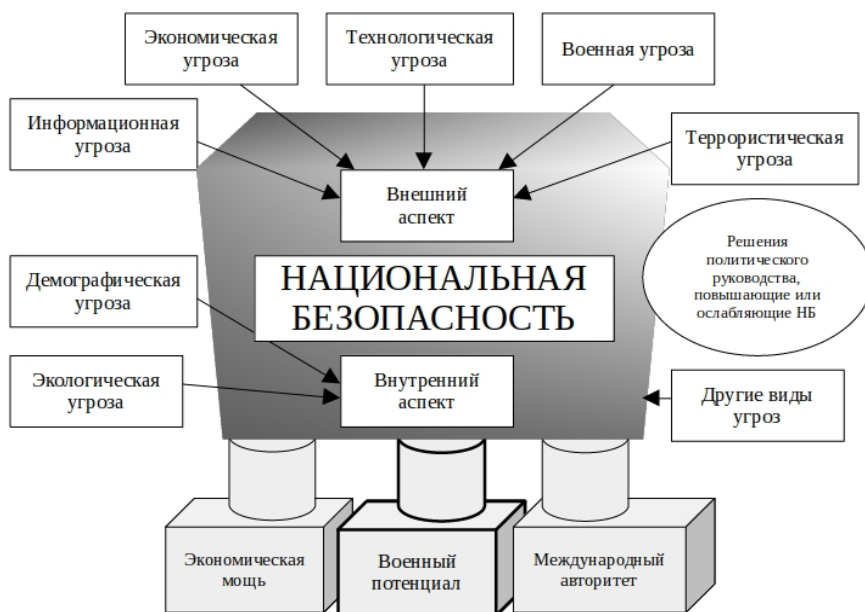 Экономическая
угроза
Технологическая
угроза
Военная угроза
Информационная
угроза
Террористическая
угроза
Внешний
аспект
Решения
политического
руководства,
повышающие или
ослабляющие НБ
Демографическая
угроза
НАЦИОНАЛЬНАЯ
БЕЗОПАСНОСТЬ
Экологическая
угроза
Внутренний
аспект
Другие виды
угроз
Экономическая
мощь
Военный
потенциал
Международный
авторитет